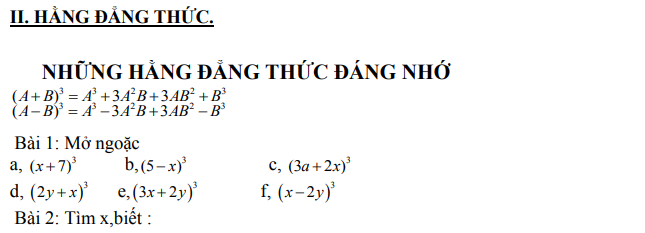 II. HẰNG ĐẲNG THỨC.
NHỮNG HẰNG ĐẲNG THỨC ĐÁNG NHỚ
(A+B)³ = A³ +3A²B+3AB² +B³
(A−B)³ = A³ −3A²B+3AB² −B³
Bài 1: Mở ngoặc
a, (x+7)³ b,(5−x)³ c, (3a+2x)³
d, (2y+x)³ e,(3x+2y)³ f, (x−2y)³
Bài 2: Tìm x,biết :